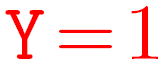 Y = 1